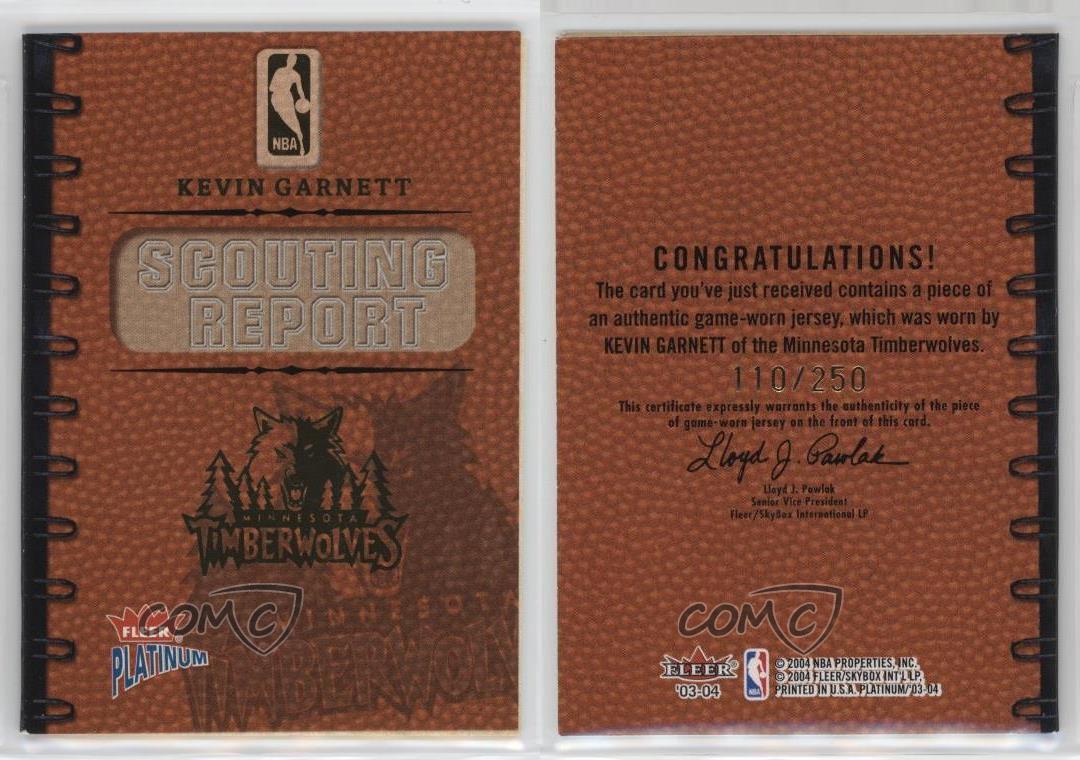 NBA
KEVIN GARNETT
SCOUTING
REPORT
MINNESOTA
TIMBERWOLVES
MINNESOTA
TIMBERWOLVES
FLEER
PLATINUM
COMC
CONGRATULATIONS!
The card you've just received contains a piece of
an authentic game-worn jersey, which was worn by
KEVIN GARNETT of the Minnesota Timberwolves.
110/250
This certificate expressly warrants the authenticity of the piece
of game-worn jersey on the front of this card.
Lloyd J. Pawlak
Lloyd J. Pawlak
Senior Vice President
Fleer/SkyBox International LP
COMC
FLEER
'03-04
© 2004 NBA PROPERTIES, INC.
© 2004 FLEER/SKYBOX INT'L LP.
PRINTED IN U.S.A. PLATINUM/'03-04